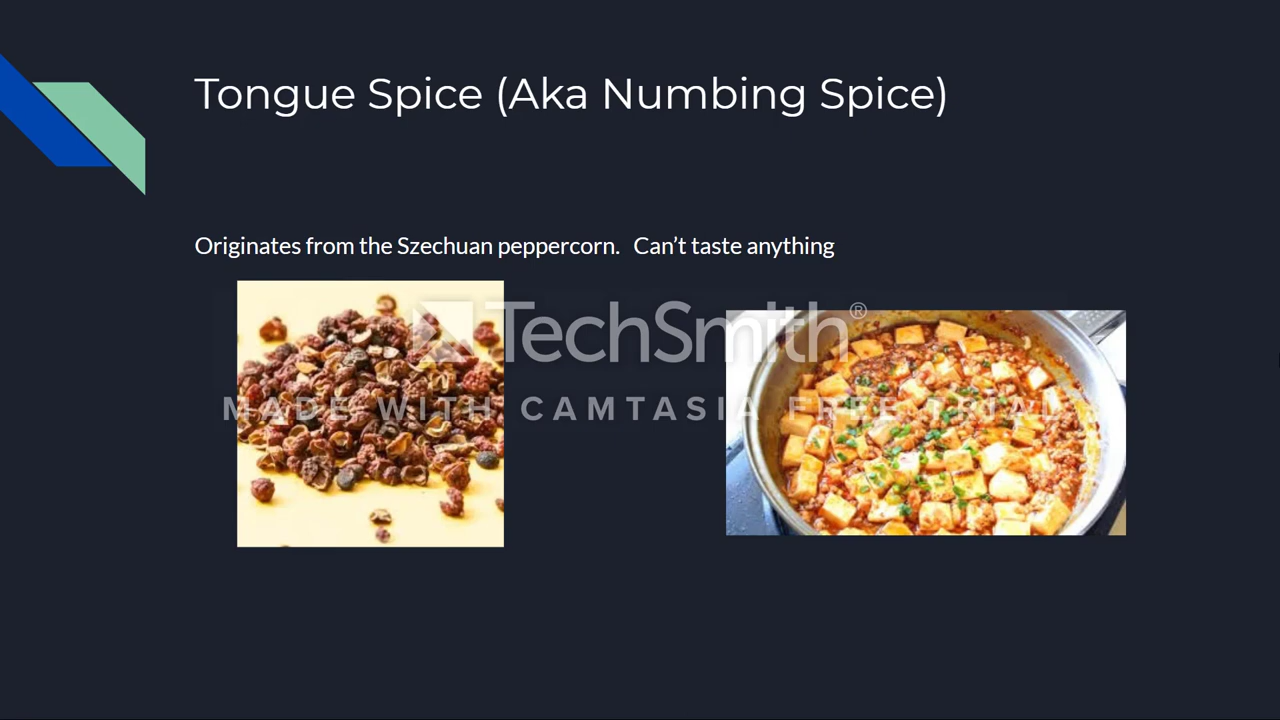 Tongue Spice (Aka Numbing Spice)
Originates from the Szechuan peppercorn.   Can’t taste anything
TechSmith®
MADE WITH CAMTASIA FREE TRIAL